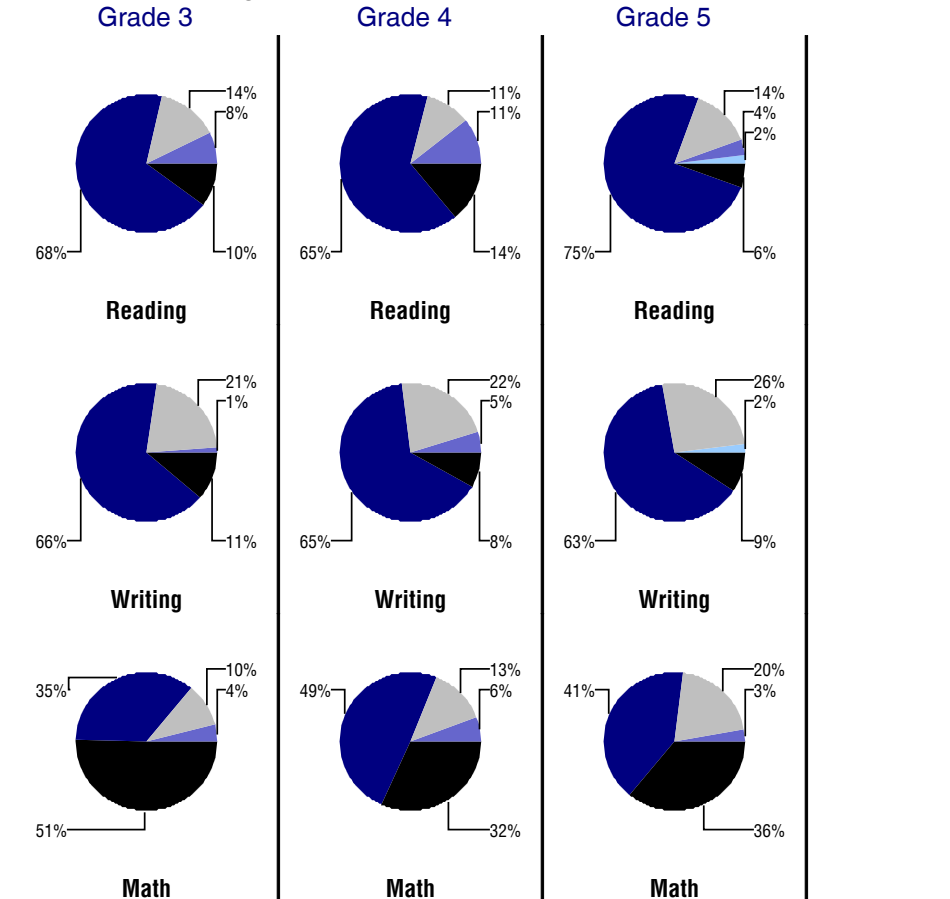 Grade 3 Grade 4 Grade 5
14% 11% 14%
8% 11% 4%
2%
68% 10% 65% 14% 75% 6%
Reading Reading Reading
21% 22% 26%
1% 5% 2%
66% 11% 65% 8% 63% 9%
Writing Writing Writing
10% 13% 20%
35% 4% 49% 6% 41% 3%
51% 32% 36%
Math Math Math